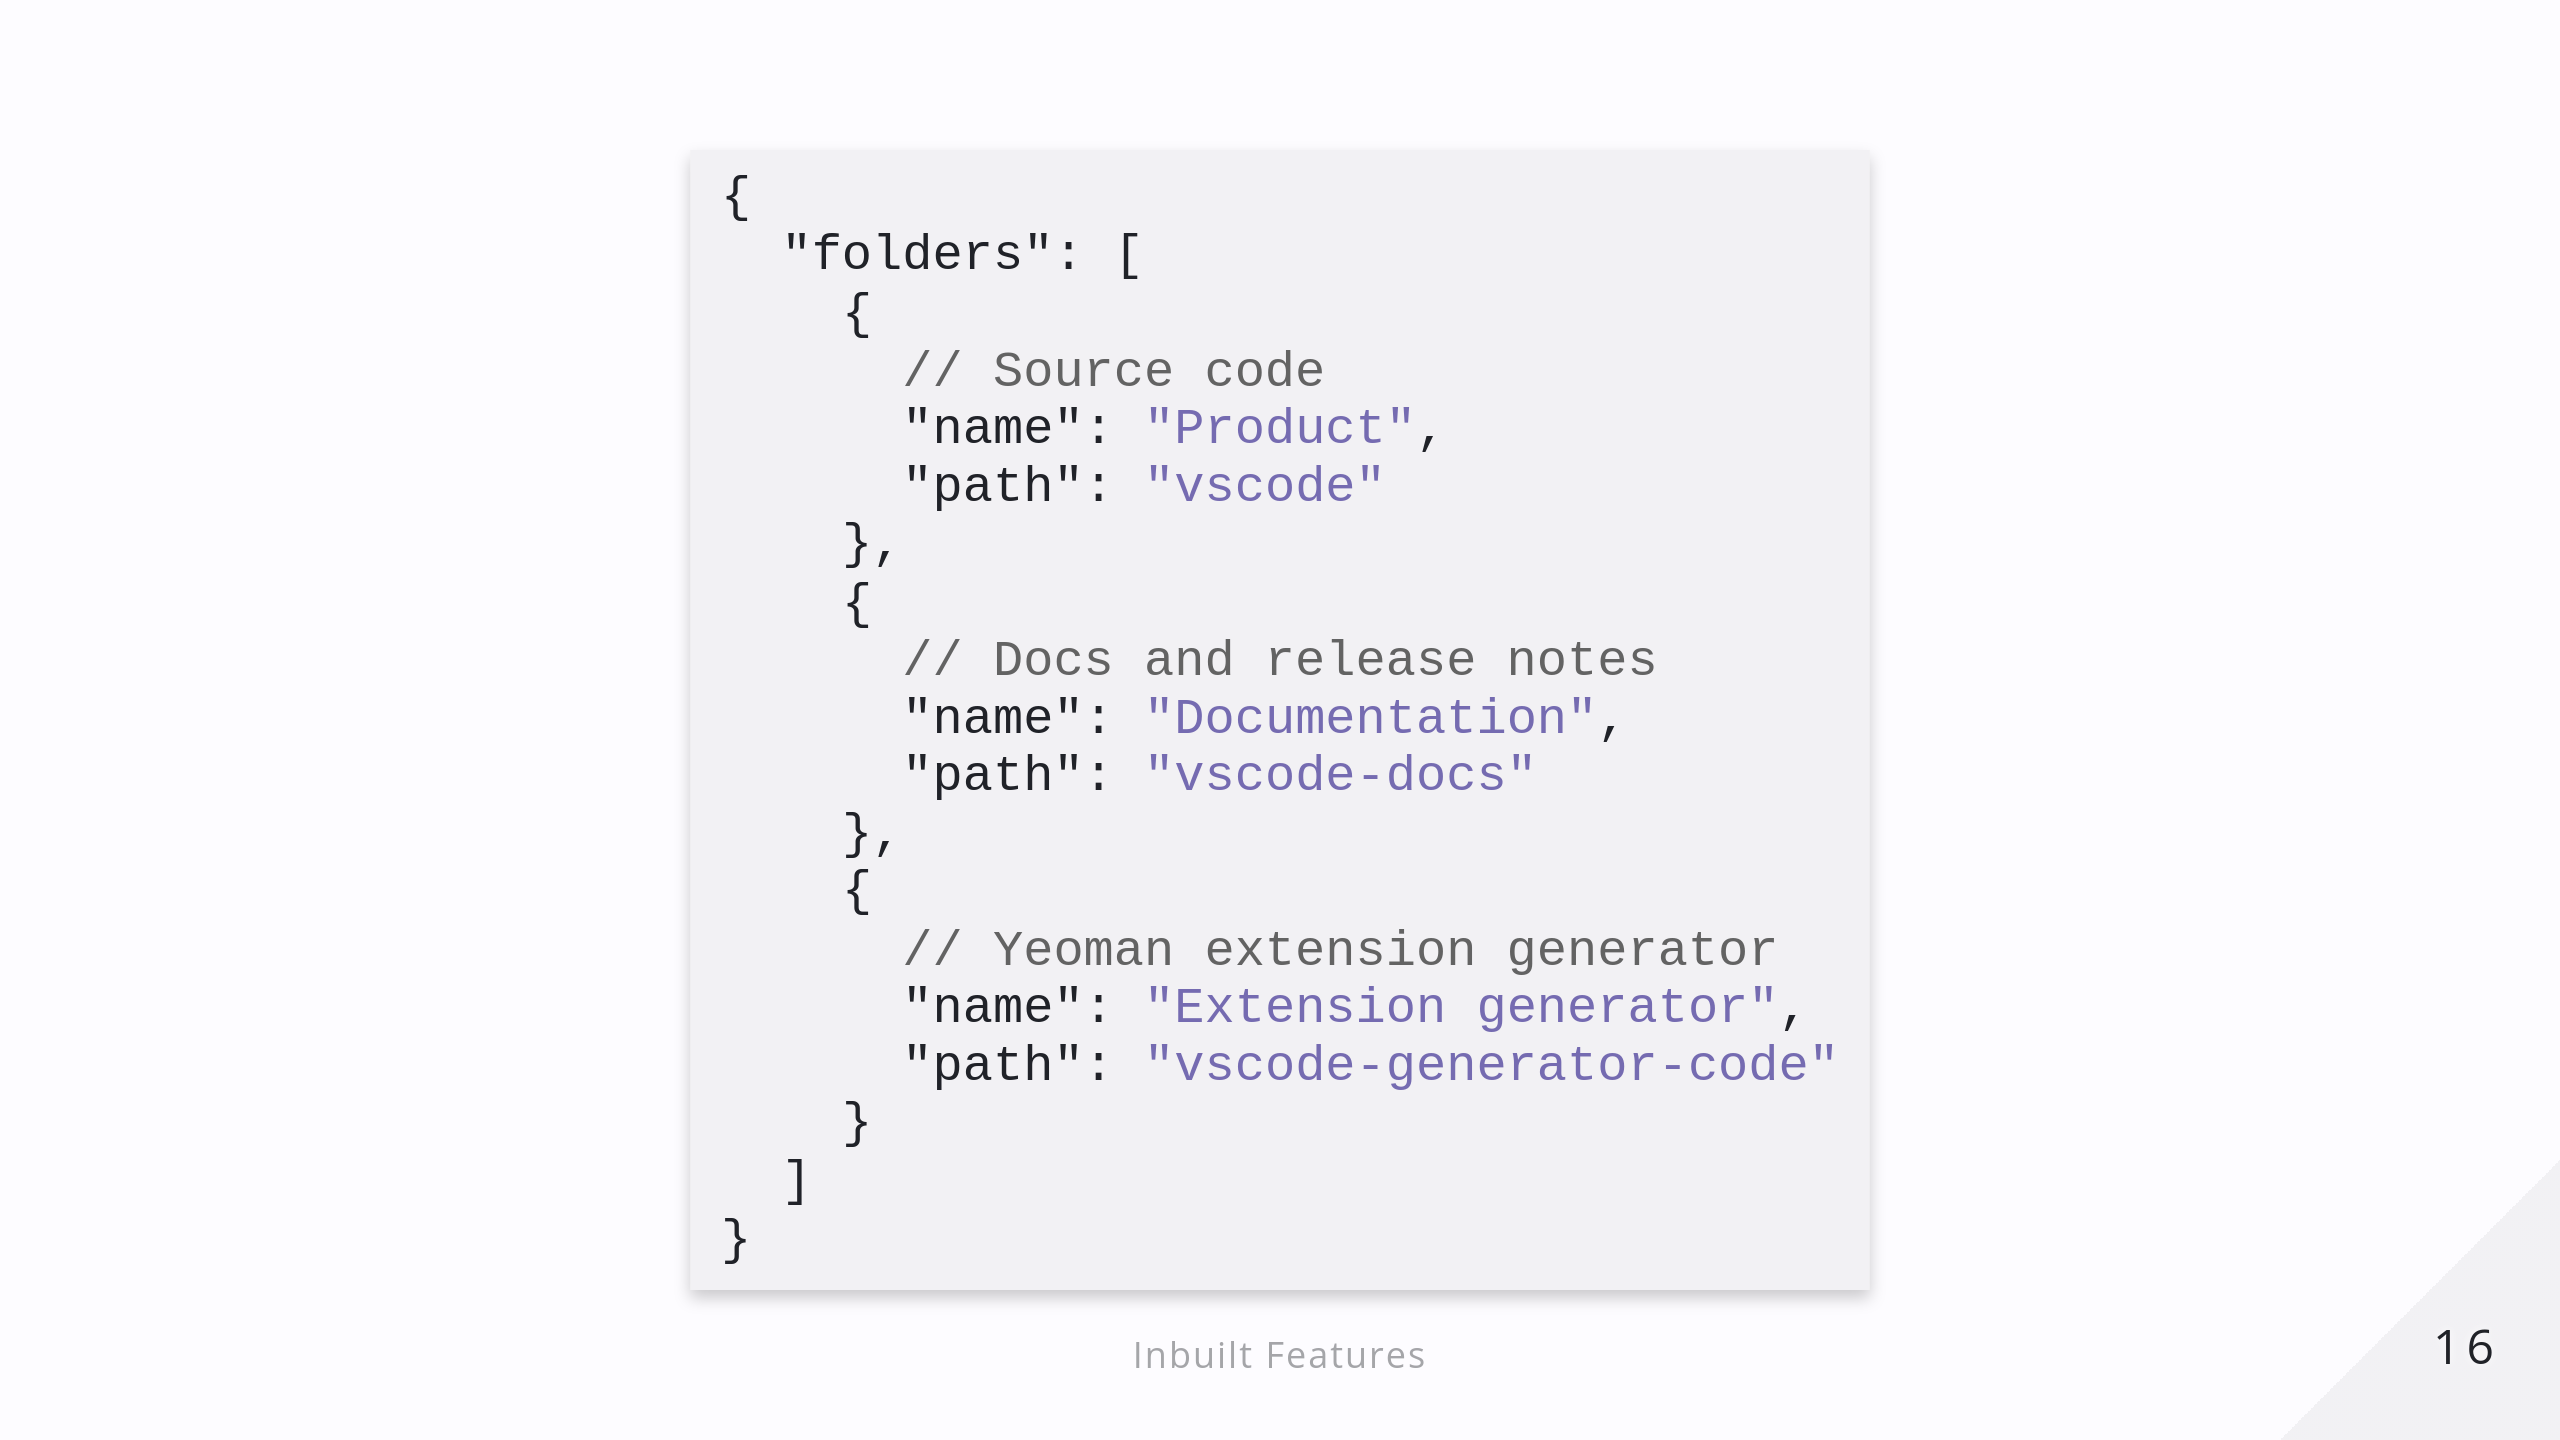 {
  "folders": [
    {
      // Source code
      "name": "Product",
      "path": "vscode"
    },
    {
      // Docs and release notes
      "name": "Documentation",
      "path": "vscode-docs"
    },
    {
      // Yeoman extension generator
      "name": "Extension generator",
      "path": "vscode-generator-code"
    }
  ]
}
Inbuilt Features
16